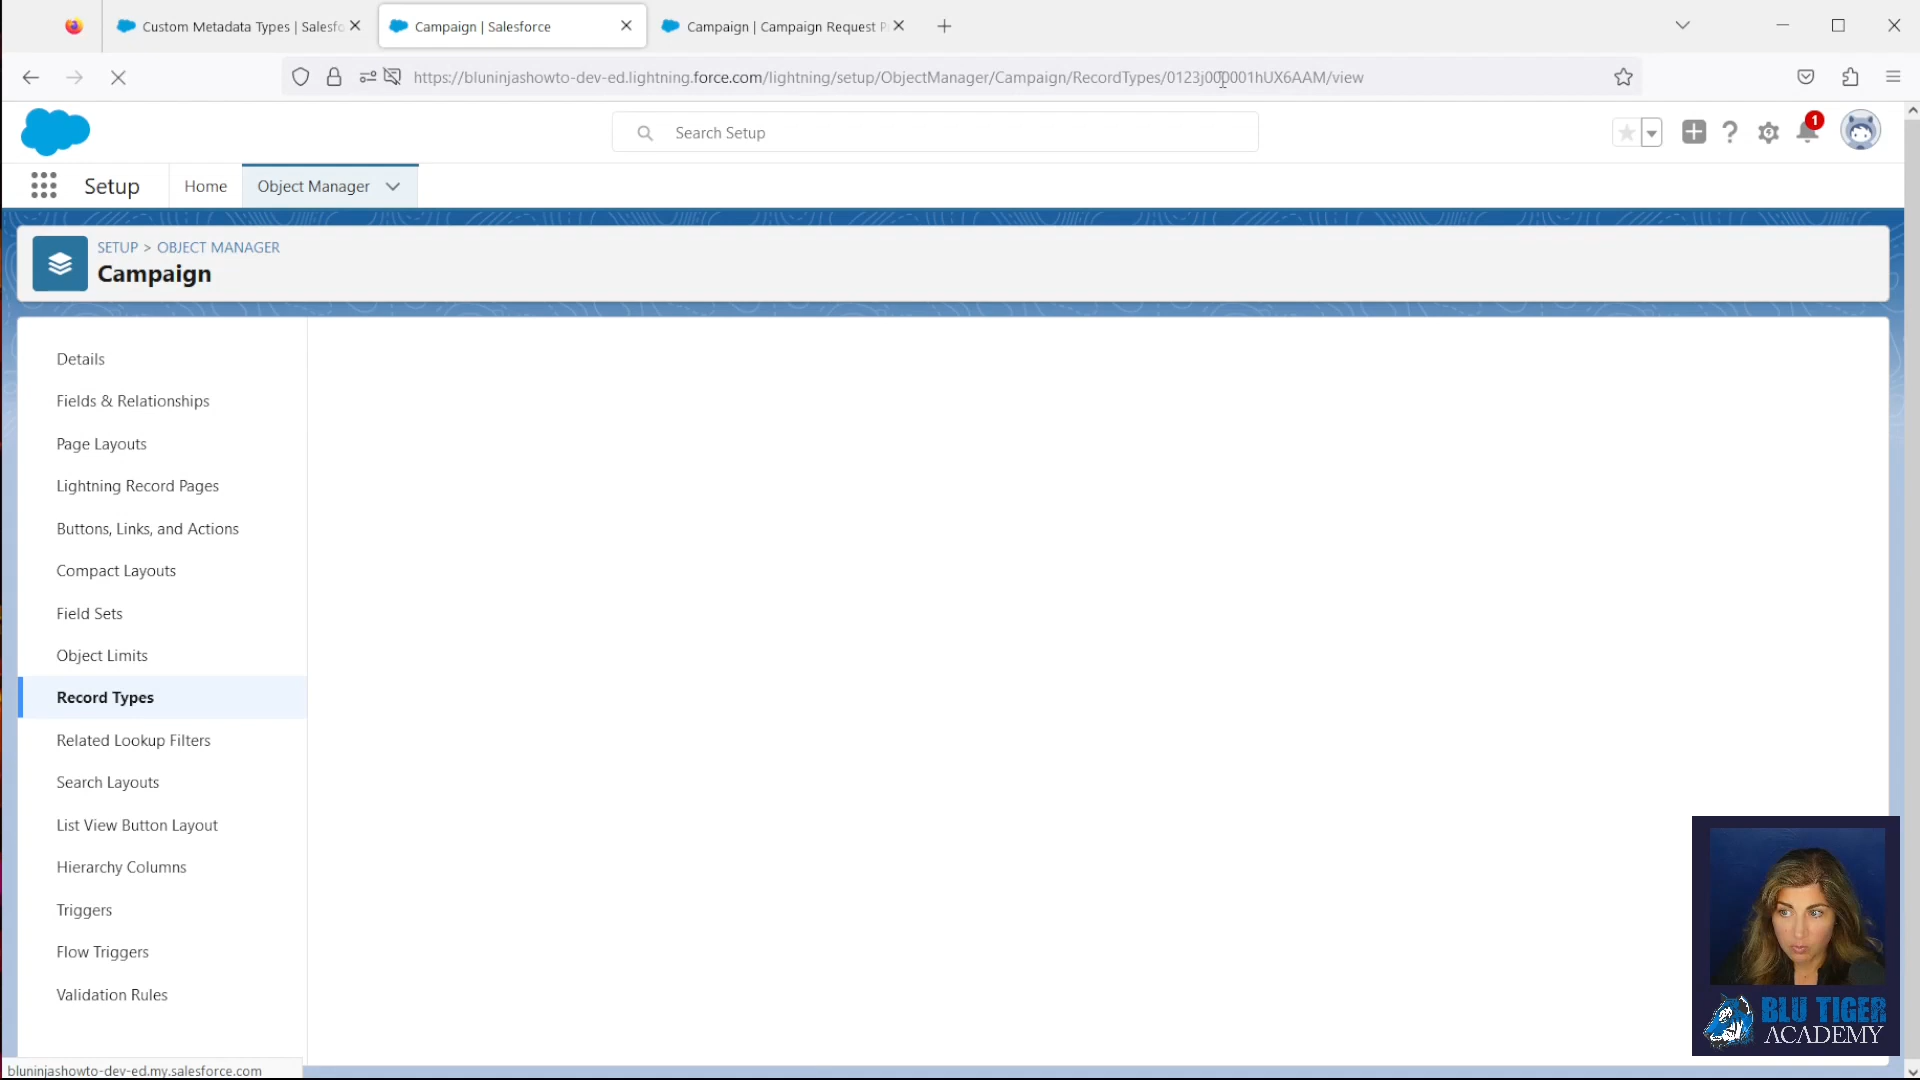 Custom Metadata Types | Salesfo
Campaign | Salesforce
Campaign | Campaign Request P
https://bluninjashowto-dev-ed.lightning.force.com/lightning/setup/ObjectManager/Campaign/RecordTypes/0123j000001hUX6AAM/view
Search Setup
1
Setup
Home
Object Manager
SETUP > OBJECT MANAGER
Campaign
Details
Fields & Relationships
Page Layouts
Lightning Record Pages
Buttons, Links, and Actions
Compact Layouts
Field Sets
Object Limits
Record Types
Related Lookup Filters
Search Layouts
List View Button Layout
Hierarchy Columns
Triggers
Flow Triggers
Validation Rules
BLU TIGER
ACADEMY
bluninjashowto-dev-ed.my.salesforce.com